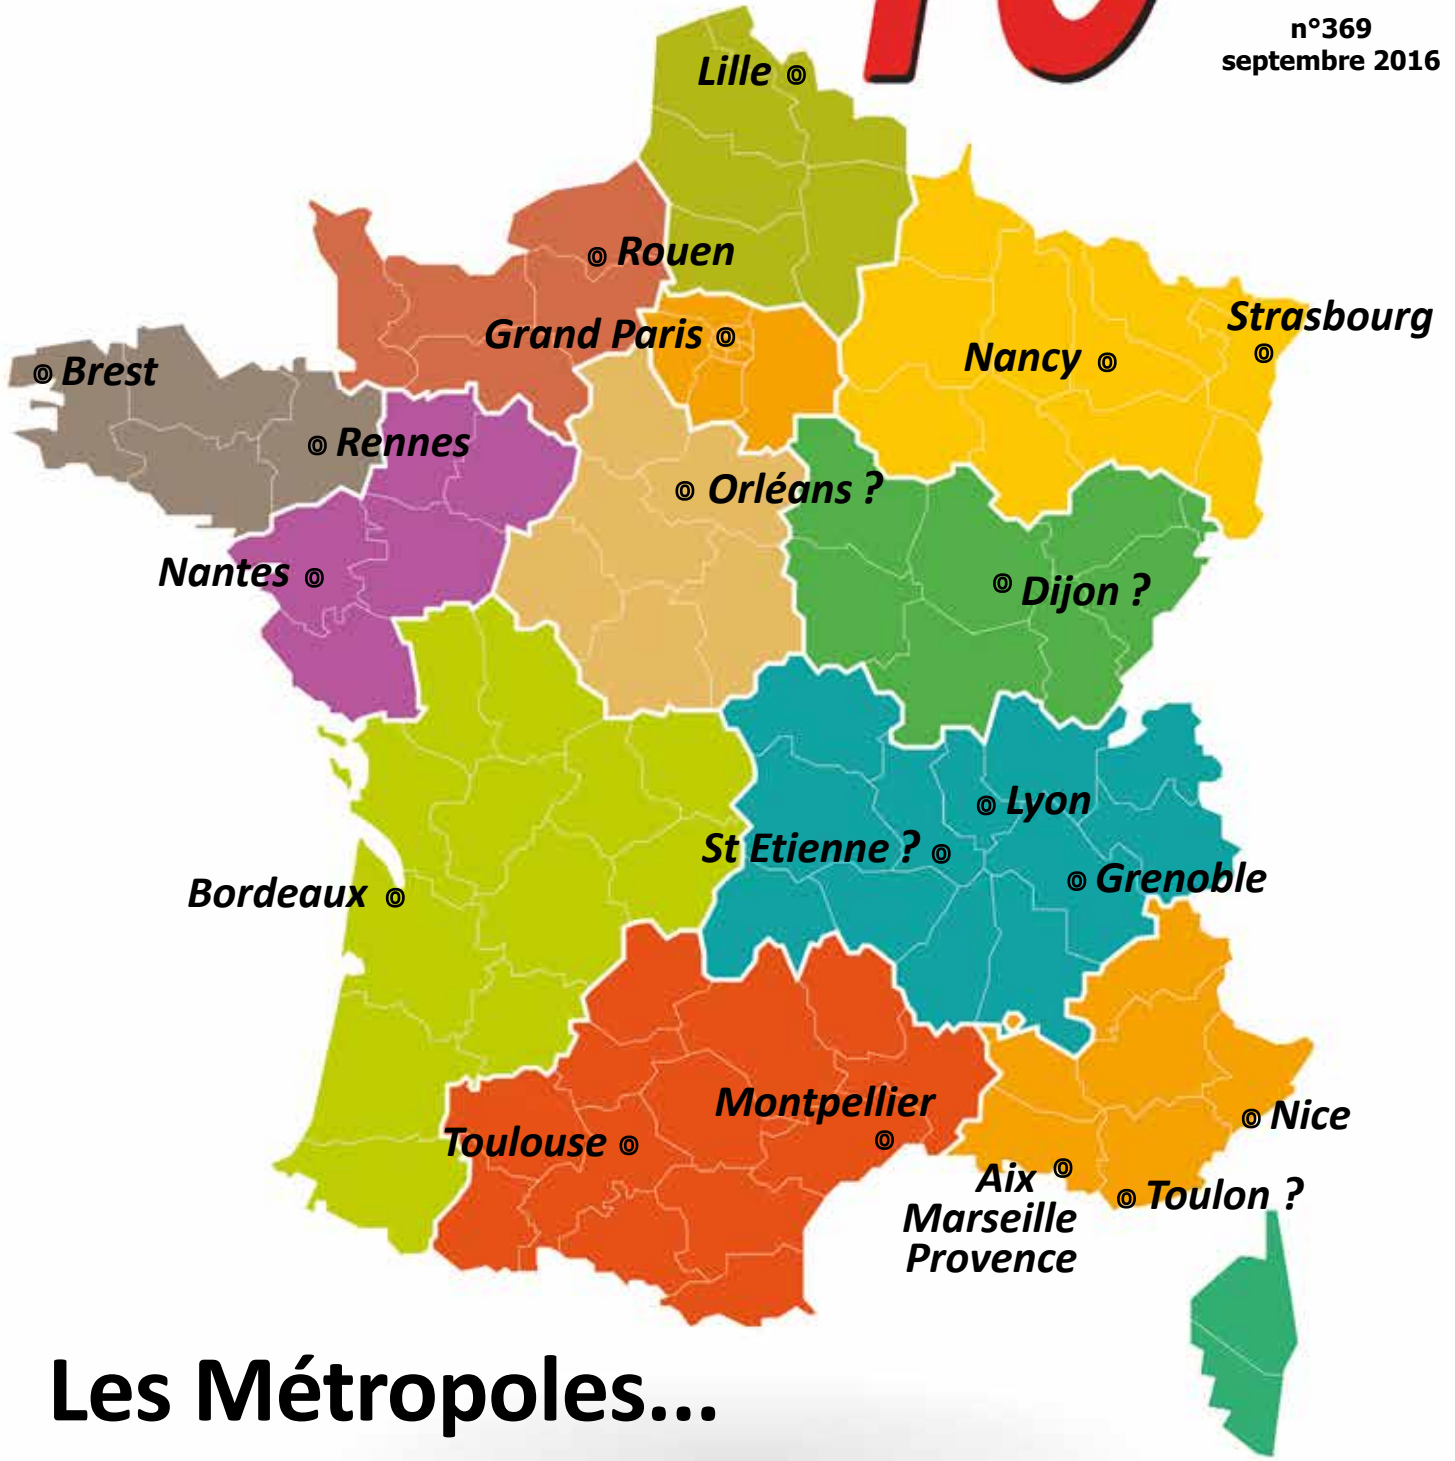 n°369
septembre 2016
Lille
Rouen
Grand Paris
Strasbourg
Nancy
Brest
Rennes
Orléans ?
Nantes
Dijon ?
Lyon
St Etienne ?
Grenoble
Bordeaux
Montpellier
Toulouse
Nice
Aix
Marseille
Provence
Toulon ?
Les Métropoles...